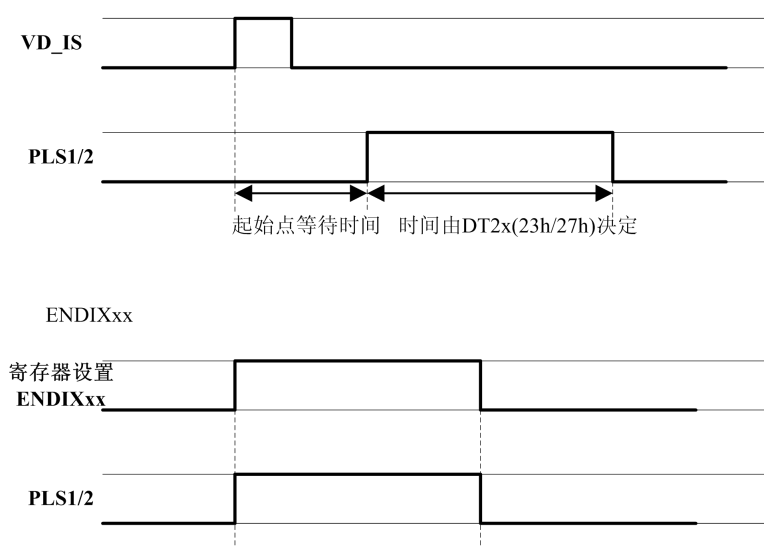 VD_IS
PLS1/2
起始点等待时间 时间由DT2x(23h/27h)决定
ENDIXxx
寄存器设置
ENDIXxx
PLS1/2